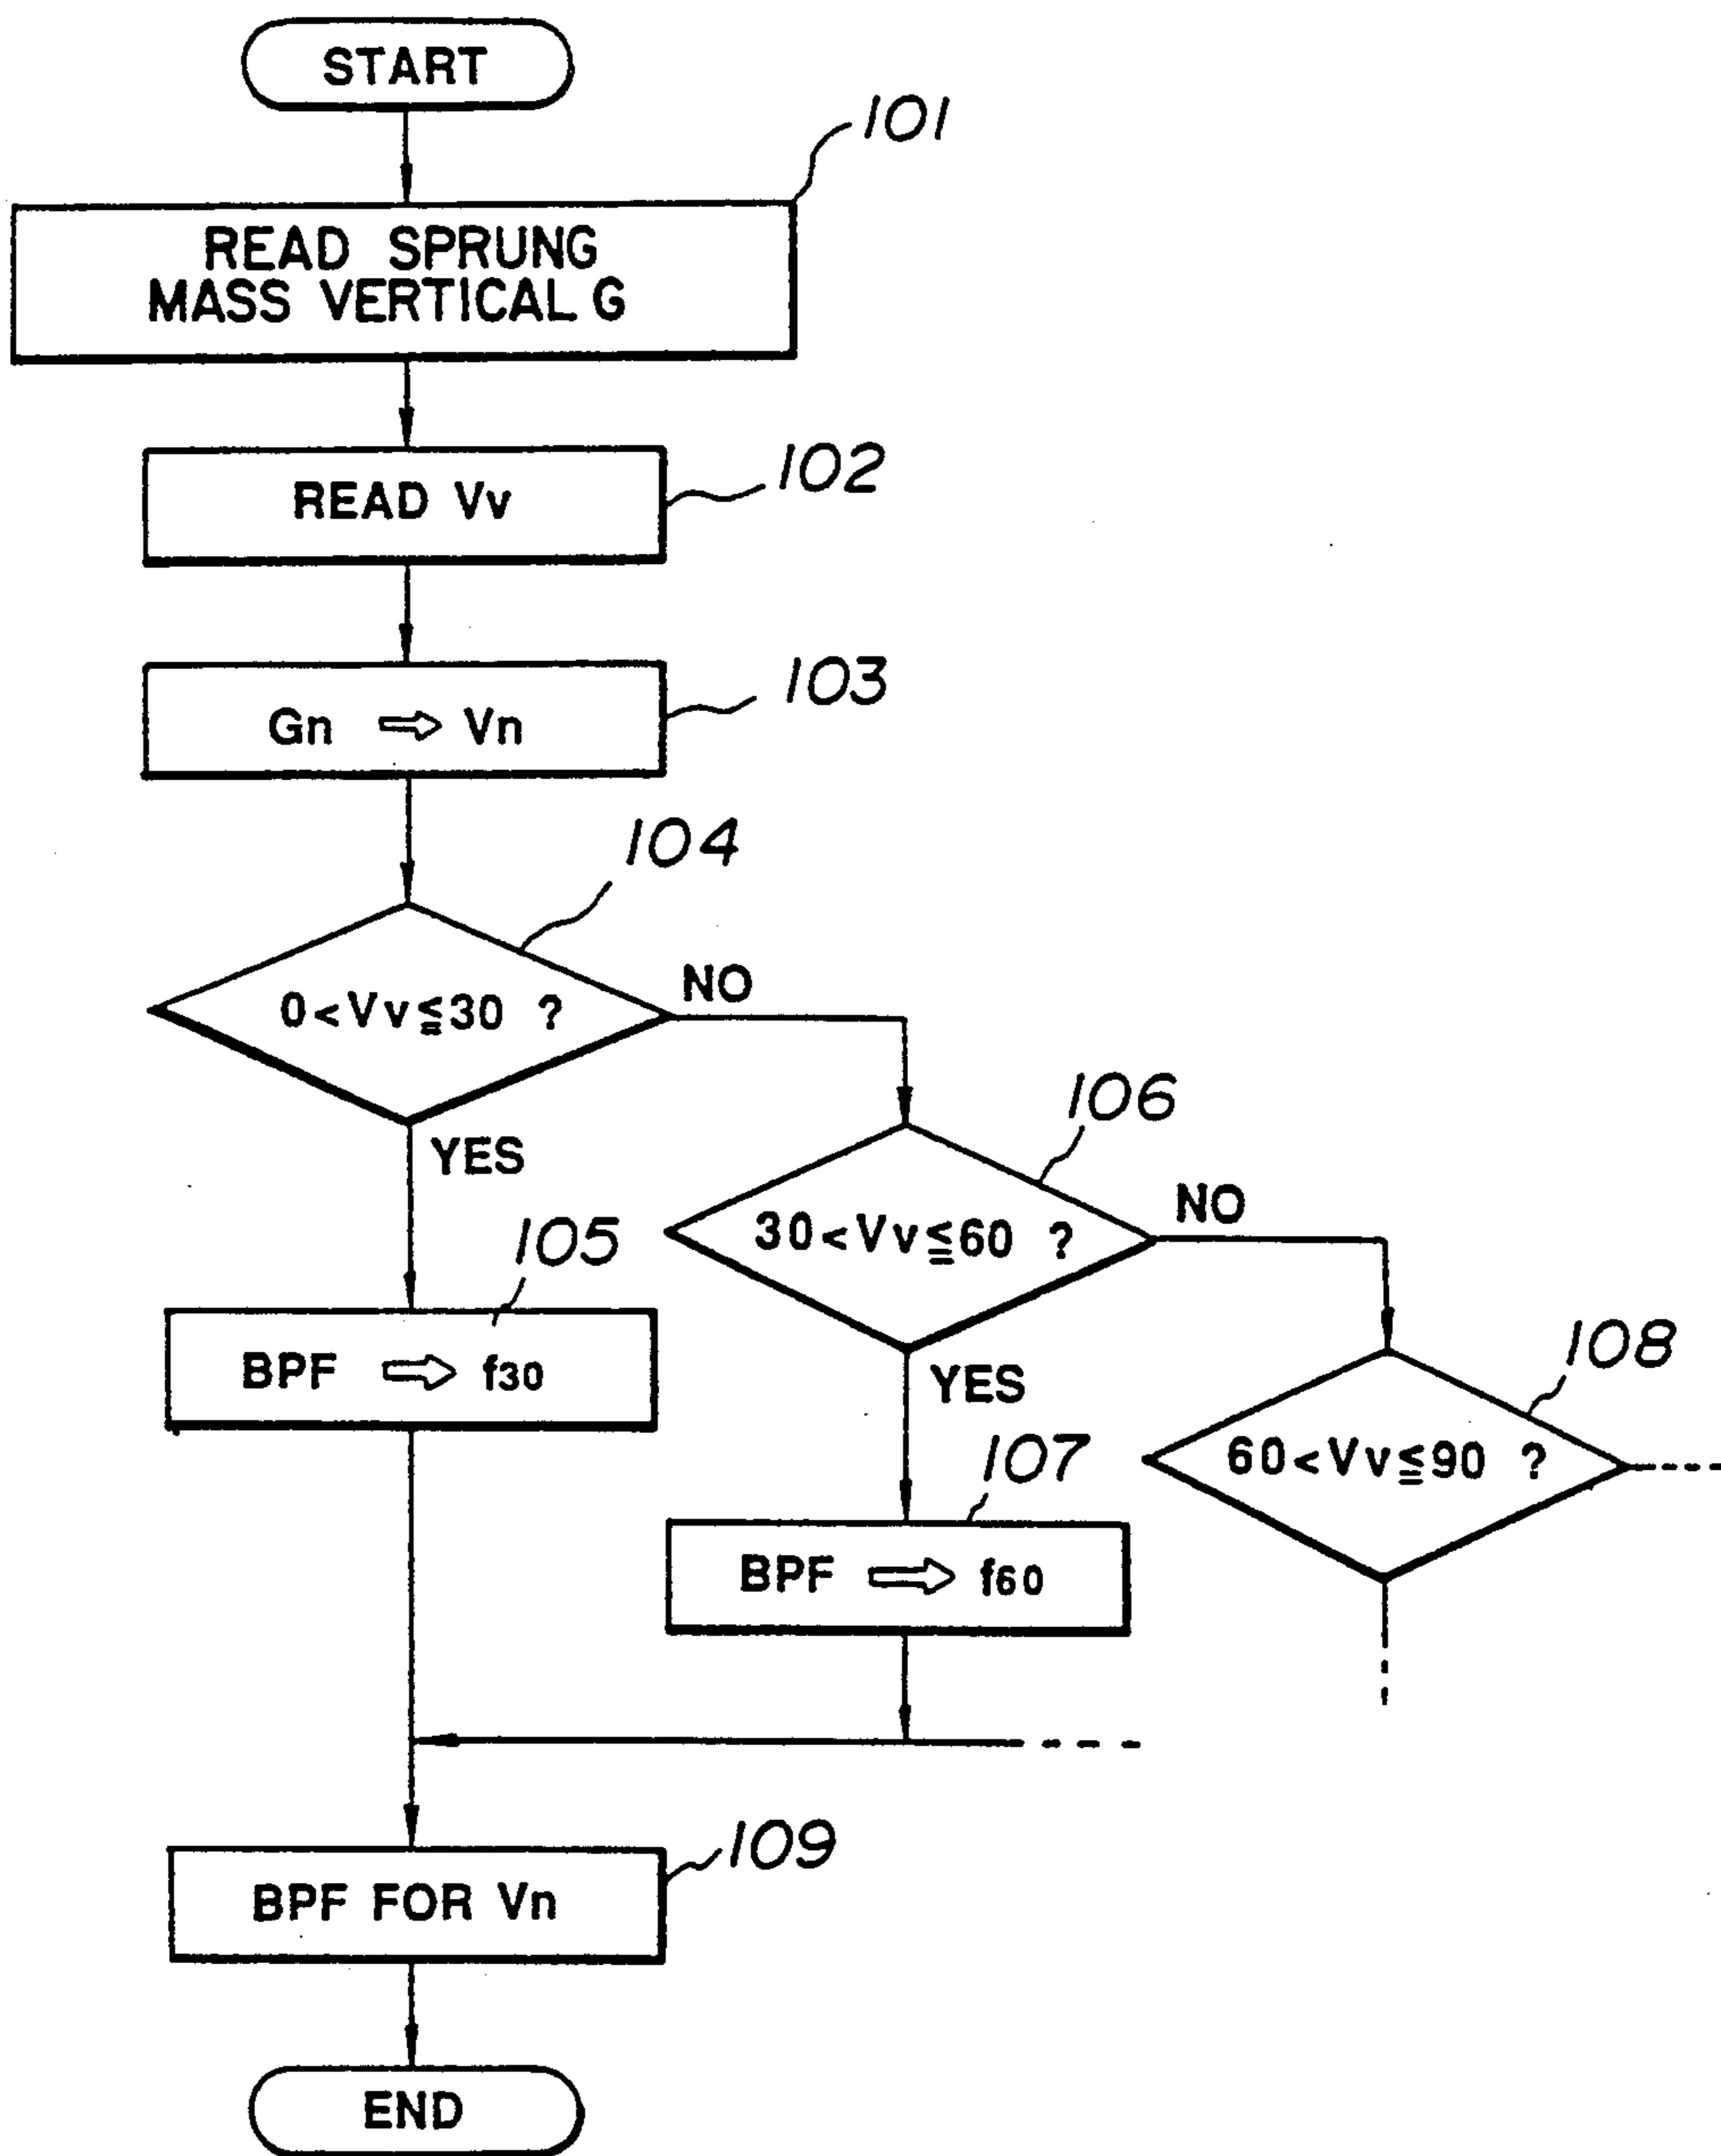 START
101
READ SPRUNG
MASS VERTICAL G
102
READ Vv
103
Gn ⇨ Vn
104
0<Vv≦30 ?
NO
YES
106
30<Vv≦60 ?
NO
YES
105
BPF ⇨ f30
108
60<Vv≦90 ?
107
BPF ⇨ f60
109
BPF FOR Vn
END